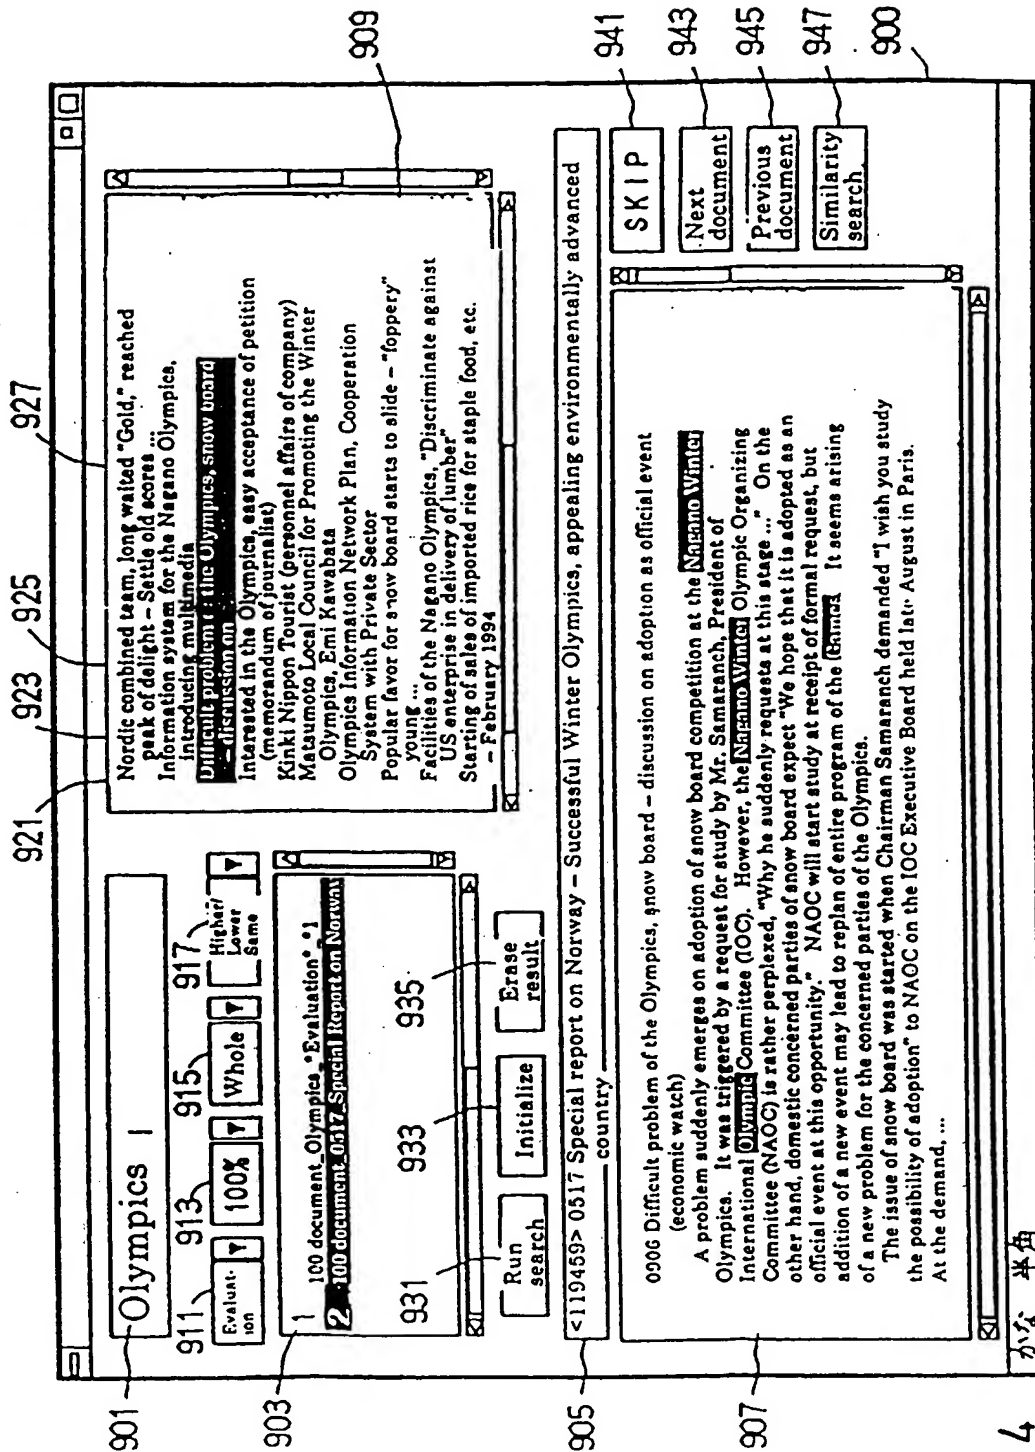 921
923
925
927
909
901
Olympics
911
913
915
917
Evaluat-
ion
100%
Whole
Higher/
Lower
Same
903
1 100 document_Olympics_*Evaluation*_*1
2 100 document_0517_Special Report on Norway
931
933
935
Run
search
Initialize
Erase
result
Nordic combined team, long waited "Gold," reached
peak of delight – Settle old scores ...
Information system for the Nagano Olympics,
introducing multimedia
Difficult problem of the Olympics, snow board
– discussion on
Interested in the Olympics, easy acceptance of petition
(memorandum of journalist)
Kinki Nippon Tourist (personnel affairs of company)
Matsumoto Local Council for Promoting the Winter
Olympics, Emi Kawabata
Olympics Information Network Plan, Cooperation
System with Private Sector
Popular favor for snow board starts to slide – "foppery"
young ...
Facilities of the Nagano Olympics, "Discriminate against
US enterprise in delivery of lumber"
Starting of sales of imported rice for staple food, etc.
– February 1994
905
<119459> 0517 Special report on Norway – Successful Winter Olympics, appealing environmentally advanced
country
907
0906 Difficult problem of the Olympics, snow board – discussion on adoption as official event
(economic watch)
A problem suddenly emerges on adoption of snow board competition at the Nagano Winter
Olympics. It was triggered by a request for study by Mr. Samaranch, President of
International Olympic Committee (IOC). However, the Nagano Winter Olympic Organizing
Committee (NAOC) is rather perplexed, "Why he suddenly requests at this stage ..." On the
other hand, domestic concerned parties of snow board expect "We hope that it is adopted as an
official event at this opportunity." NAOC will start study at receipt of formal request, but
addition of a new event may lead to replan of entire program of the It seems arising
of a new problem for the concerned parties of the Olympics.
The issue of snow board was started when Chairman Samaranch demanded "I wish you study
the possibility of adoption" to NAOC on the IOC Executive Board held late August in Paris.
At the demand, ...
SKIP
941
Next
document
943
Previous
document
945
Similarity
search
947
900
かな 半角
4